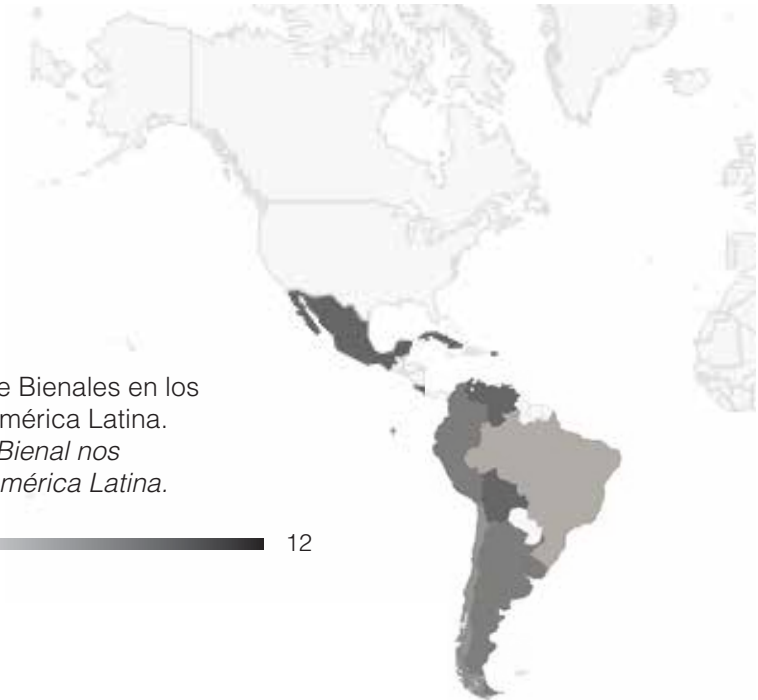 e Bienales en los
mérica Latina.
Bienal nos
mérica Latina.
12